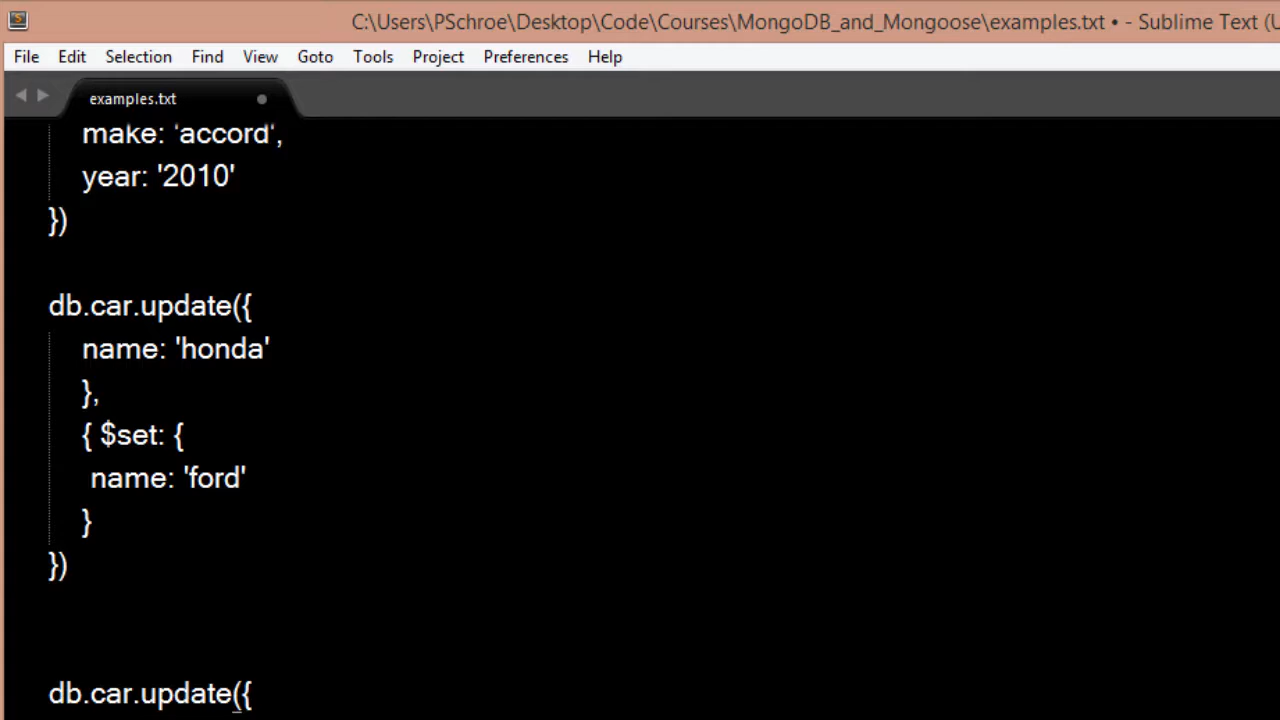 C:\Users\PSchroe\Desktop\Code\Courses\MongoDB_and_Mongoose\examples.txt • - Sublime Text (U
File Edit Selection Find View Goto Tools Project Preferences Help
examples.txt
make: 'accord',
year: '2010'
})
db.car.update({
name: 'honda'
},
{ $set: {
name: 'ford'
}
})
db.car.update({